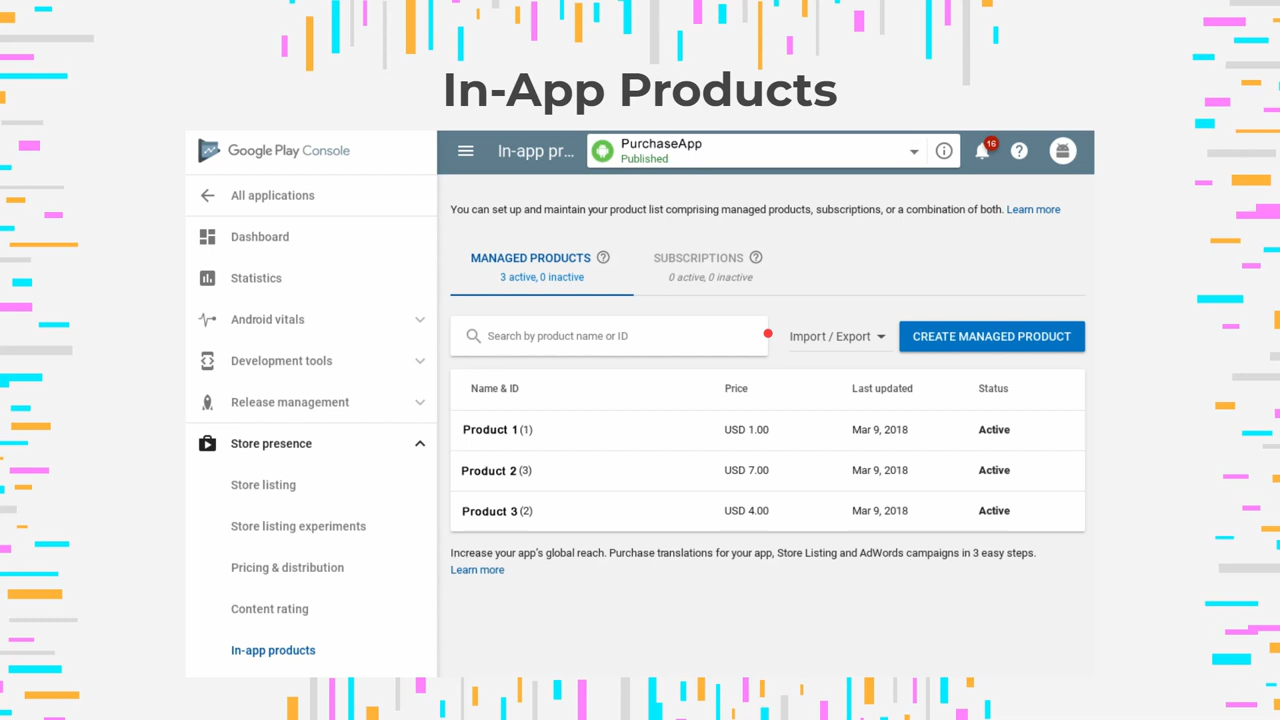 In-App Products
Google Play Console
In-app pr...
PurchaseApp
Published
16
All applications
Dashboard
Statistics
Android vitals
Development tools
Release management
Store presence
Store listing
Store listing experiments
Pricing & distribution
Content rating
In-app products
You can set up and maintain your product list comprising managed products, subscriptions, or a combination of both. Learn more
MANAGED PRODUCTS
3 active, 0 inactive
SUBSCRIPTIONS
0 active, 0 inactive
Search by product name or ID
Import / Export
CREATE MANAGED PRODUCT
Name & ID Price Last updated Status
Product 1 (1) USD 1.00 Mar 9, 2018 Active
Product 2 (3) USD 7.00 Mar 9, 2018 Active
Product 3 (2) USD 4.00 Mar 9, 2018 Active
Increase your app's global reach. Purchase translations for your app, Store Listing and AdWords campaigns in 3 easy steps.
Learn more